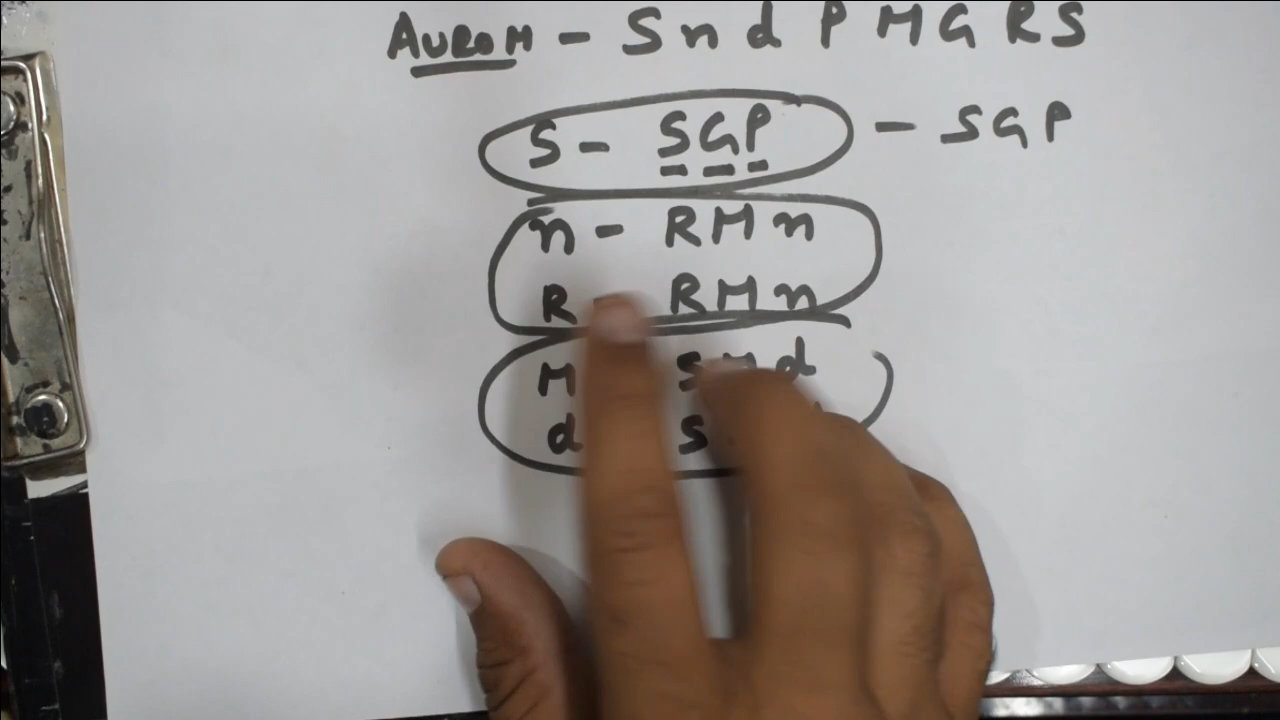 AUROH - S n d P M G R S
S - SGP - SGP
n - RMn
R - RMn
M d
d S